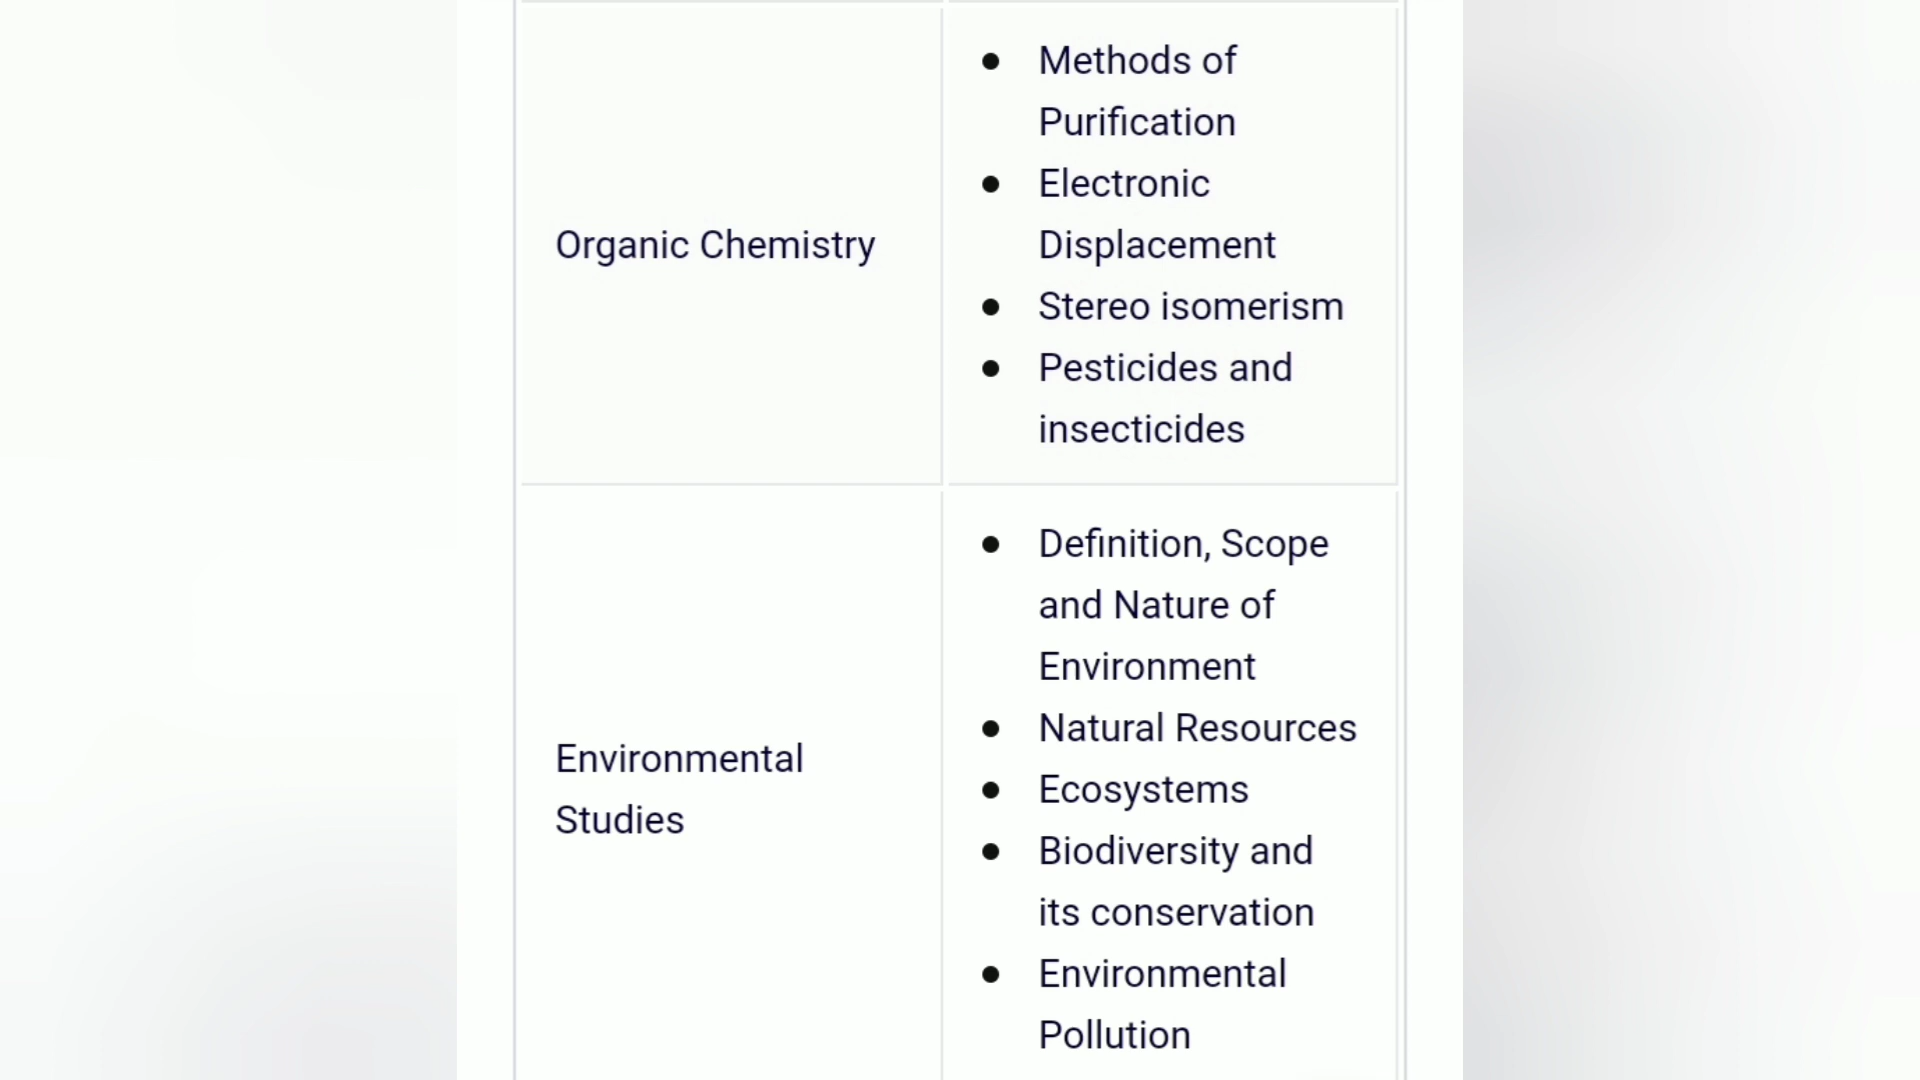 Organic Chemistry
Methods of
Purification
Electronic
Displacement
Stereo isomerism
Pesticides and
insecticides
Environmental
Studies
Definition, Scope
and Nature of
Environment
Natural Resources
Ecosystems
Biodiversity and
its conservation
Environmental
Pollution